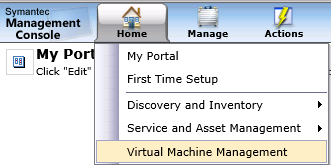 Symantec
Management
Console
Home
Manage
Actions
My Por
Click "Edit"
My Portal
First Time Setup
Discovery and Inventory
Service and Asset Management
Virtual Machine Management